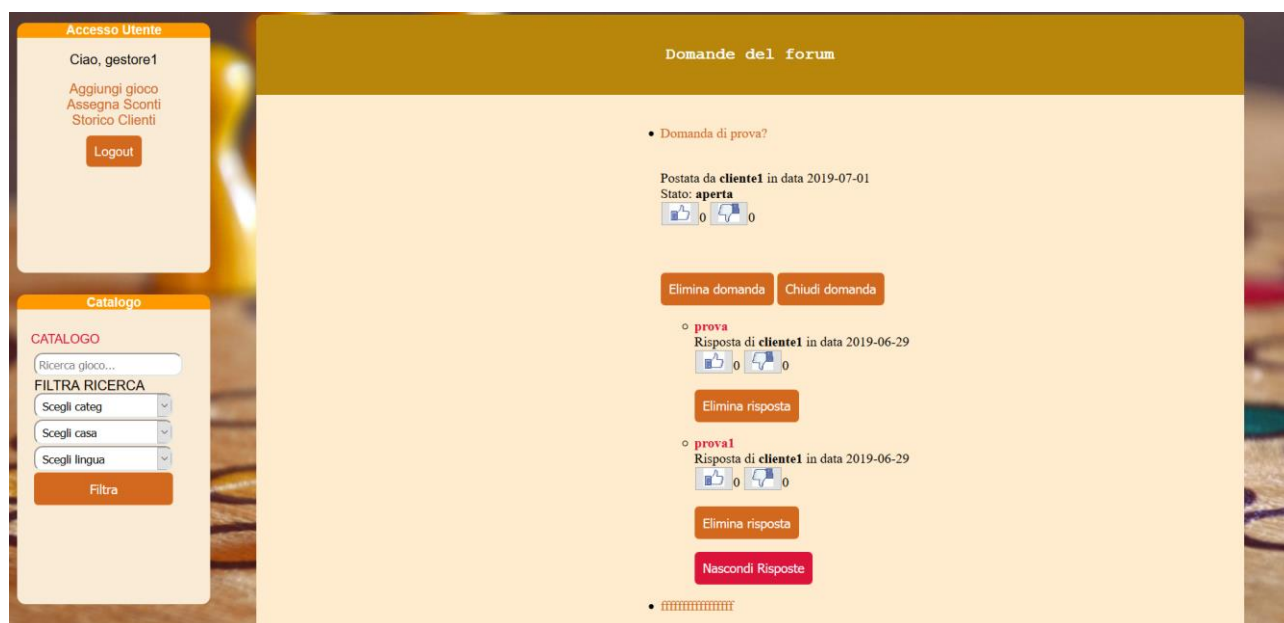 Accesso Utente
Ciao, gestore1
Aggiungi gioco
Assegna Sconti
Storico Clienti
Logout
Catalogo
CATALOGO
Ricerca gioco...
FILTRA RICERCA
Scegli categ
Scegli casa
Scegli lingua
Filtra
Domande del forum
Domanda di prova?
Postata da cliente1 in data 2019-07-01
Stato: aperta
0 0
Elimina domanda Chiudi domanda
prova
Risposta di cliente1 in data 2019-06-29
0 0
Elimina risposta
prova1
Risposta di cliente1 in data 2019-06-29
0 0
Elimina risposta
Nascondi Risposte